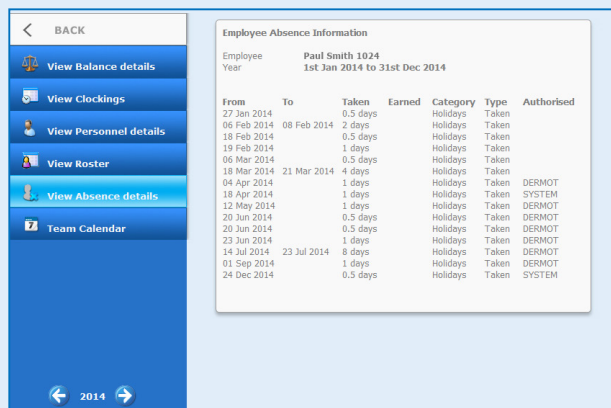 BACK
View Balance details
View Clockings
View Personnel details
View Roster
View Absence details
7 Team Calendar
2014
Employee Absence Information
Employee Paul Smith 1024
Year 1st Jan 2014 to 31st Dec 2014
From To Taken Earned Category Type Authorised
27 Jan 2014 0.5 days Holidays Taken
06 Feb 2014 08 Feb 2014 2 days Holidays Taken
18 Feb 2014 0.5 days Holidays Taken
19 Feb 2014 1 days Holidays Taken
06 Mar 2014 0.5 days Holidays Taken
18 Mar 2014 21 Mar 2014 4 days Holidays Taken
04 Apr 2014 1 days Holidays Taken DERMOT
18 Apr 2014 1 days Holidays Taken SYSTEM
12 May 2014 1 days Holidays Taken DERMOT
20 Jun 2014 0.5 days Holidays Taken DERMOT
20 Jun 2014 0.5 days Holidays Taken DERMOT
23 Jun 2014 1 days Holidays Taken DERMOT
14 Jul 2014 23 Jul 2014 8 days Holidays Taken DERMOT
01 Sep 2014 1 days Holidays Taken DERMOT
24 Dec 2014 0.5 days Holidays Taken SYSTEM